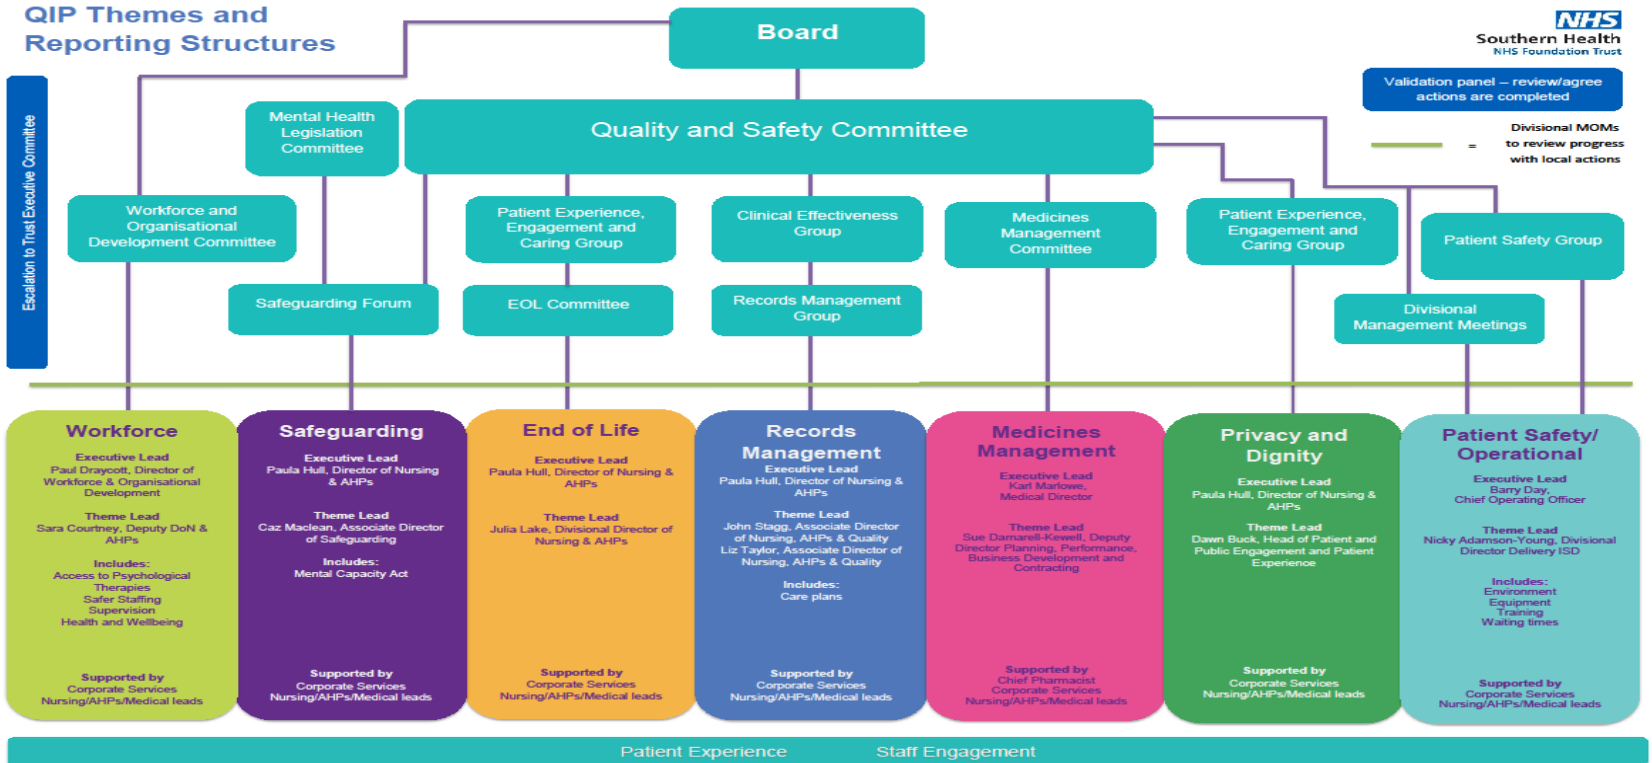 QIP Themes and
Reporting Structures
Board
NHS
Southern Health
NHS Foundation Trust
Validation panel – review/agree
actions are completed
Divisional MOMs
= to review progress
with local actions
Escalation to Trust Executive Committee
Mental Health
Legislation
Committee
Quality and Safety Committee
Workforce and
Organisational
Development Committee
Patient Experience,
Engagement and
Caring Group
Clinical Effectiveness
Group
Medicines
Management
Committee
Patient Experience,
Engagement and
Caring Group
Patient Safety Group
Safeguarding Forum
EOL Committee
Records Management
Group
Divisional
Management Meetings
Workforce
Executive Lead
Paul Draycott, Director of
Workforce & Organisational
Development
Theme Lead
Sara Courtney, Deputy DoN &
AHPs
Includes:
Access to Psychological
Therapies
Safer Staffing
Supervision
Health and Wellbeing
Supported by
Corporate Services
Nursing/AHPs/Medical leads
Safeguarding
Executive Lead
Paula Hull, Director of Nursing
& AHPs
Theme Lead
Caz Maclean, Associate Director
of Safeguarding
Includes:
Mental Capacity Act
Supported by
Corporate Services
Nursing/AHPs/Medical leads
End of Life
Executive Lead
Paula Hull, Director of Nursing &
AHPs
Theme Lead
Julia Lake, Divisional Director of
Nursing & AHPs
Supported by
Corporate Services
Nursing/AHPs/Medical leads
Records
Management
Executive Lead
Paula Hull, Director of Nursing &
AHPs
Theme Lead
John Stagg, Associate Director
of Nursing, AHPs & Quality
Liz Taylor, Associate Director of
Nursing, AHPs & Quality
Includes:
Care plans
Supported by
Corporate Services
Nursing/AHPs/Medical leads
Medicines
Management
Executive Lead
Karl Marlowe,
Medical Director
Theme Lead
Sue Damarell-Kewell, Deputy
Director Planning, Performance,
Business Development and
Contracting
Supported by
Chief Pharmacist
Corporate Services
Nursing/AHPs/Medical leads
Privacy and
Dignity
Executive Lead
Paula Hull, Director of Nursing &
AHPs
Theme Lead
Dawn Buck, Head of Patient and
Public Engagement and Patient
Experience
Supported by
Corporate Services
Nursing/AHPs/Medical leads
Patient Safety/
Operational
Executive Lead
Barry Day,
Chief Operating Officer
Theme Lead
Nicky Adamson-Young, Divisional
Director Delivery ISD
Includes:
Environment
Equipment
Training
Waiting times
Supported by
Corporate Services
Nursing/AHPs/Medical leads
Patient Experience Staff Engagement